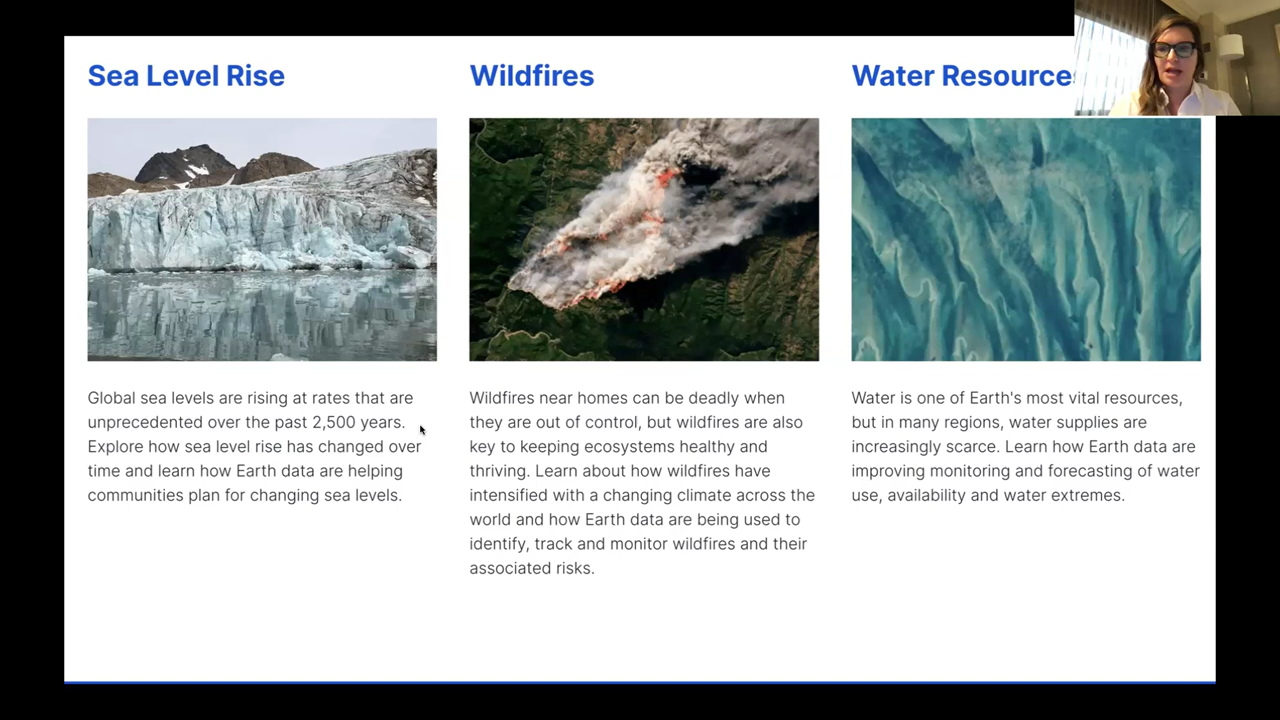 Sea Level Rise
Global sea levels are rising at rates that are
unprecedented over the past 2,500 years.
Explore how sea level rise has changed over
time and learn how Earth data are helping
communities plan for changing sea levels.
Wildfires
Wildfires near homes can be deadly when
they are out of control, but wildfires are also
key to keeping ecosystems healthy and
thriving. Learn about how wildfires have
intensified with a changing climate across the
world and how Earth data are being used to
identify, track and monitor wildfires and their
associated risks.
Water Resources
Water is one of Earth's most vital resources,
but in many regions, water supplies are
increasingly scarce. Learn how Earth data are
improving monitoring and forecasting of water
use, availability and water extremes.